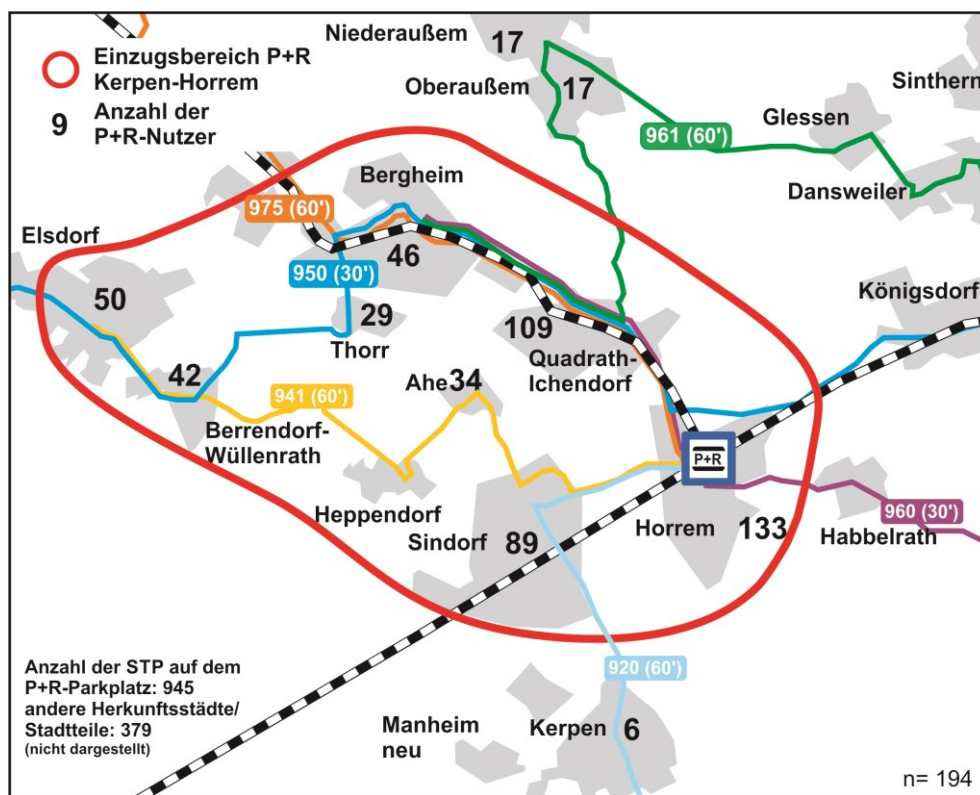 Einzugsbereich P+R
Kerpen-Horrem
9 Anzahl der
P+R-Nutzer
Niederaußem
17
Oberaußem
17
Sinthern
961 (60')
Glessen
Dansweiler
Bergheim
975 (60')
46
Elsdorf
950 (30')
50
29
Thorr
109
Quadrath-
Ichendorf
Königsdorf
42
941 (60')
Ahe 34
Berrendorf-
Wüllenrath
P+R
Heppendorf
Sindorf
89
Horrem
133
Habbelrath
960 (30')
920 (60')
Anzahl der STP auf dem
P+R-Parkplatz: 945
andere Herkunftsstädte/
Stadtteile: 379
(nicht dargestellt)
Manheim
neu
Kerpen
6
n= 194